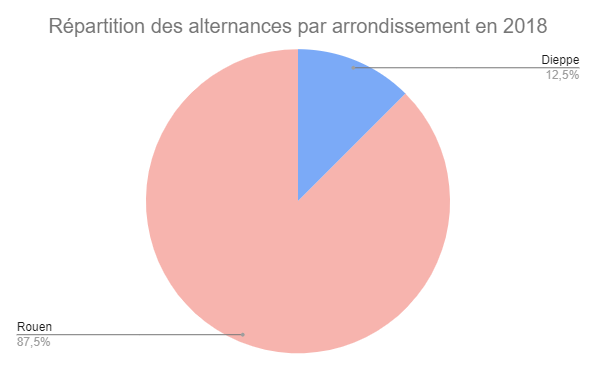 Répartition des alternances par arrondissement en 2018
Dieppe
12,5%
Rouen
87,5%